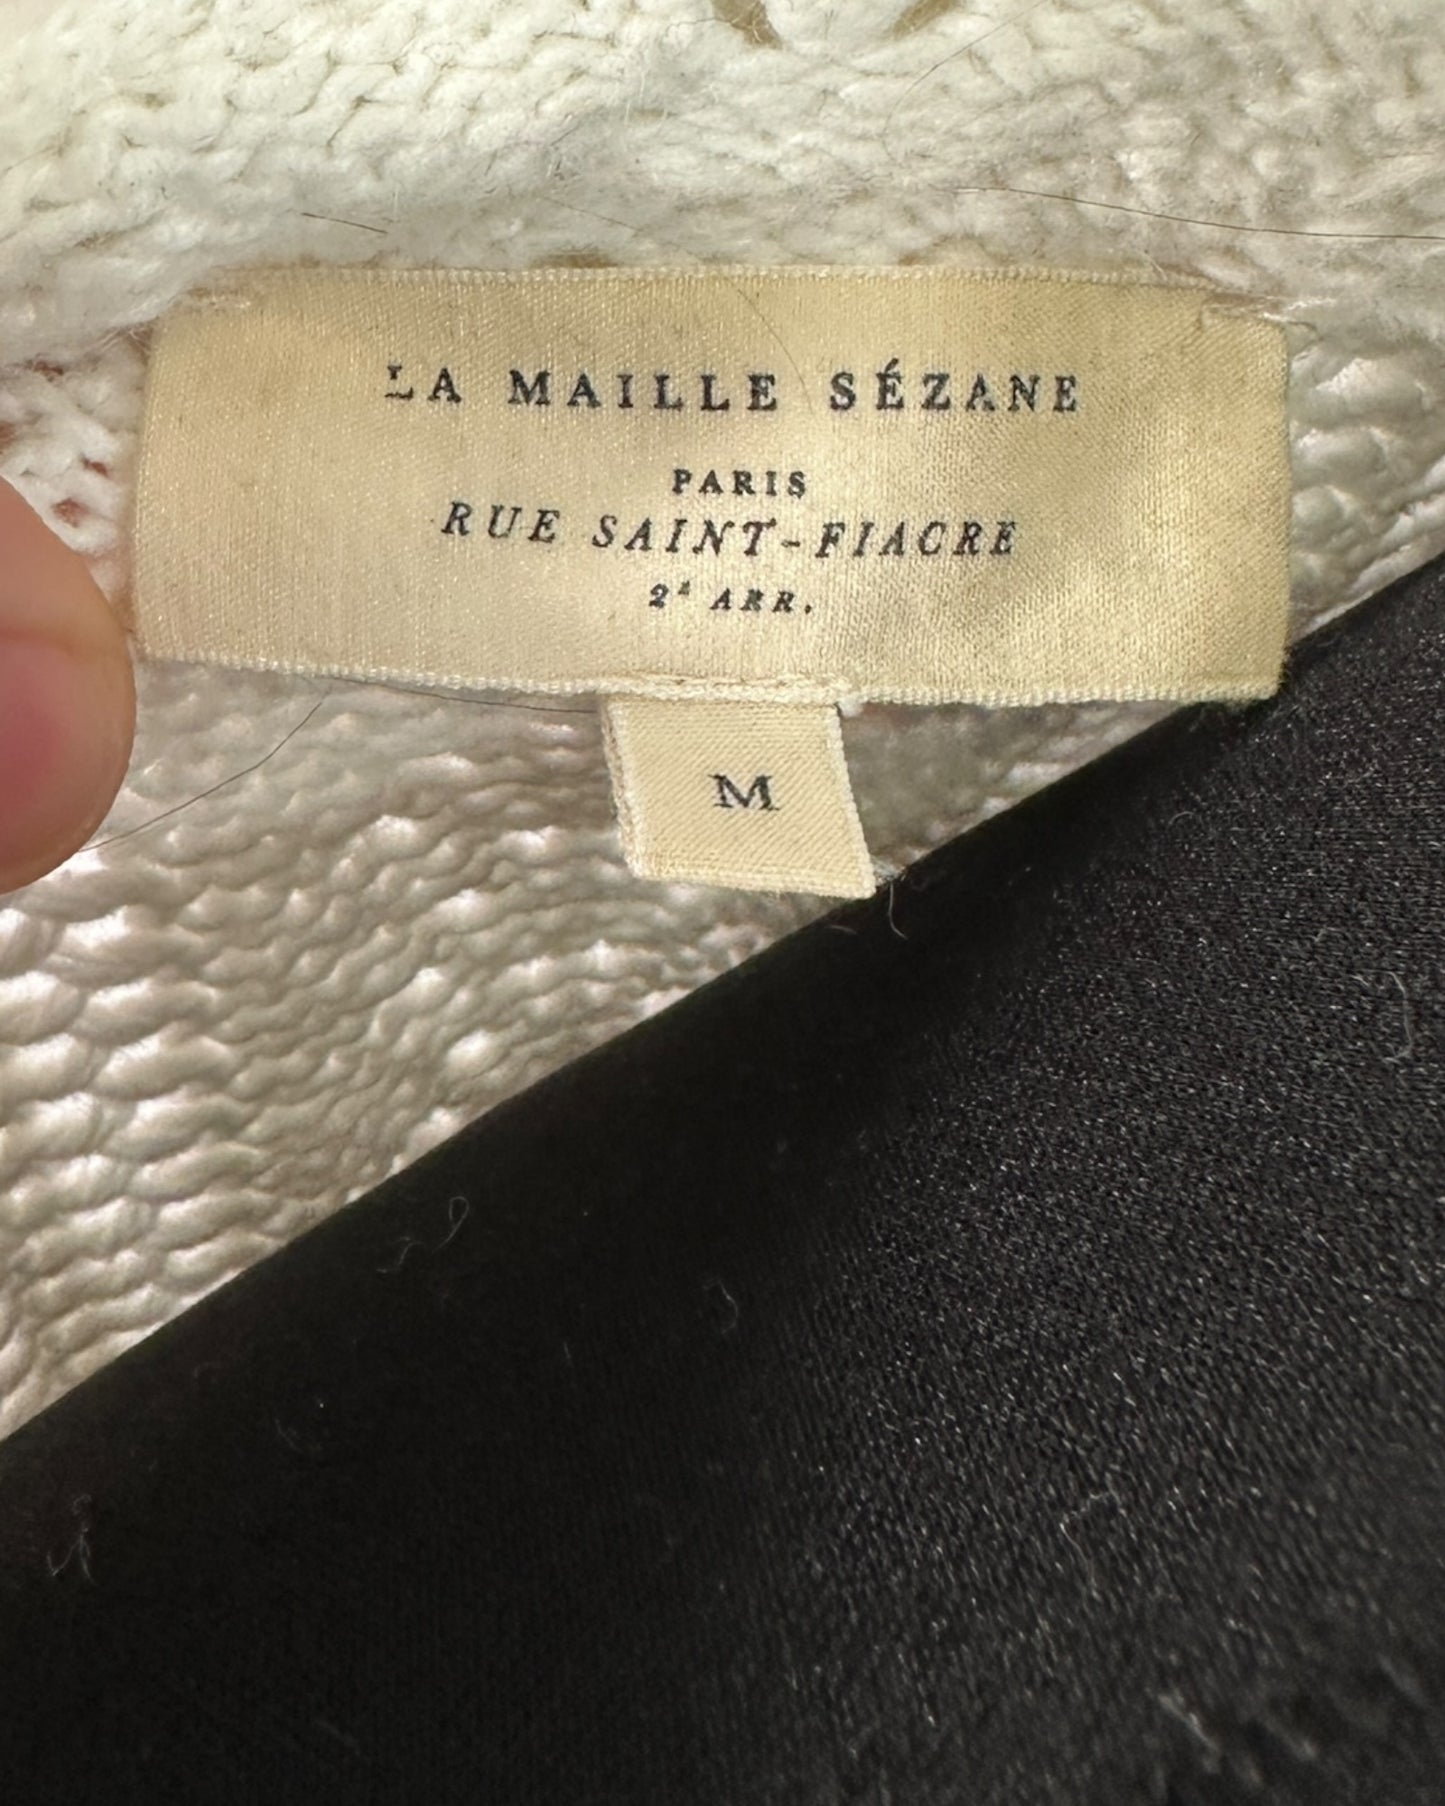 LA MAILLE SÉZANE
PARIS
RUE SAINT-FIACRE
2ᴱ ARR.
M